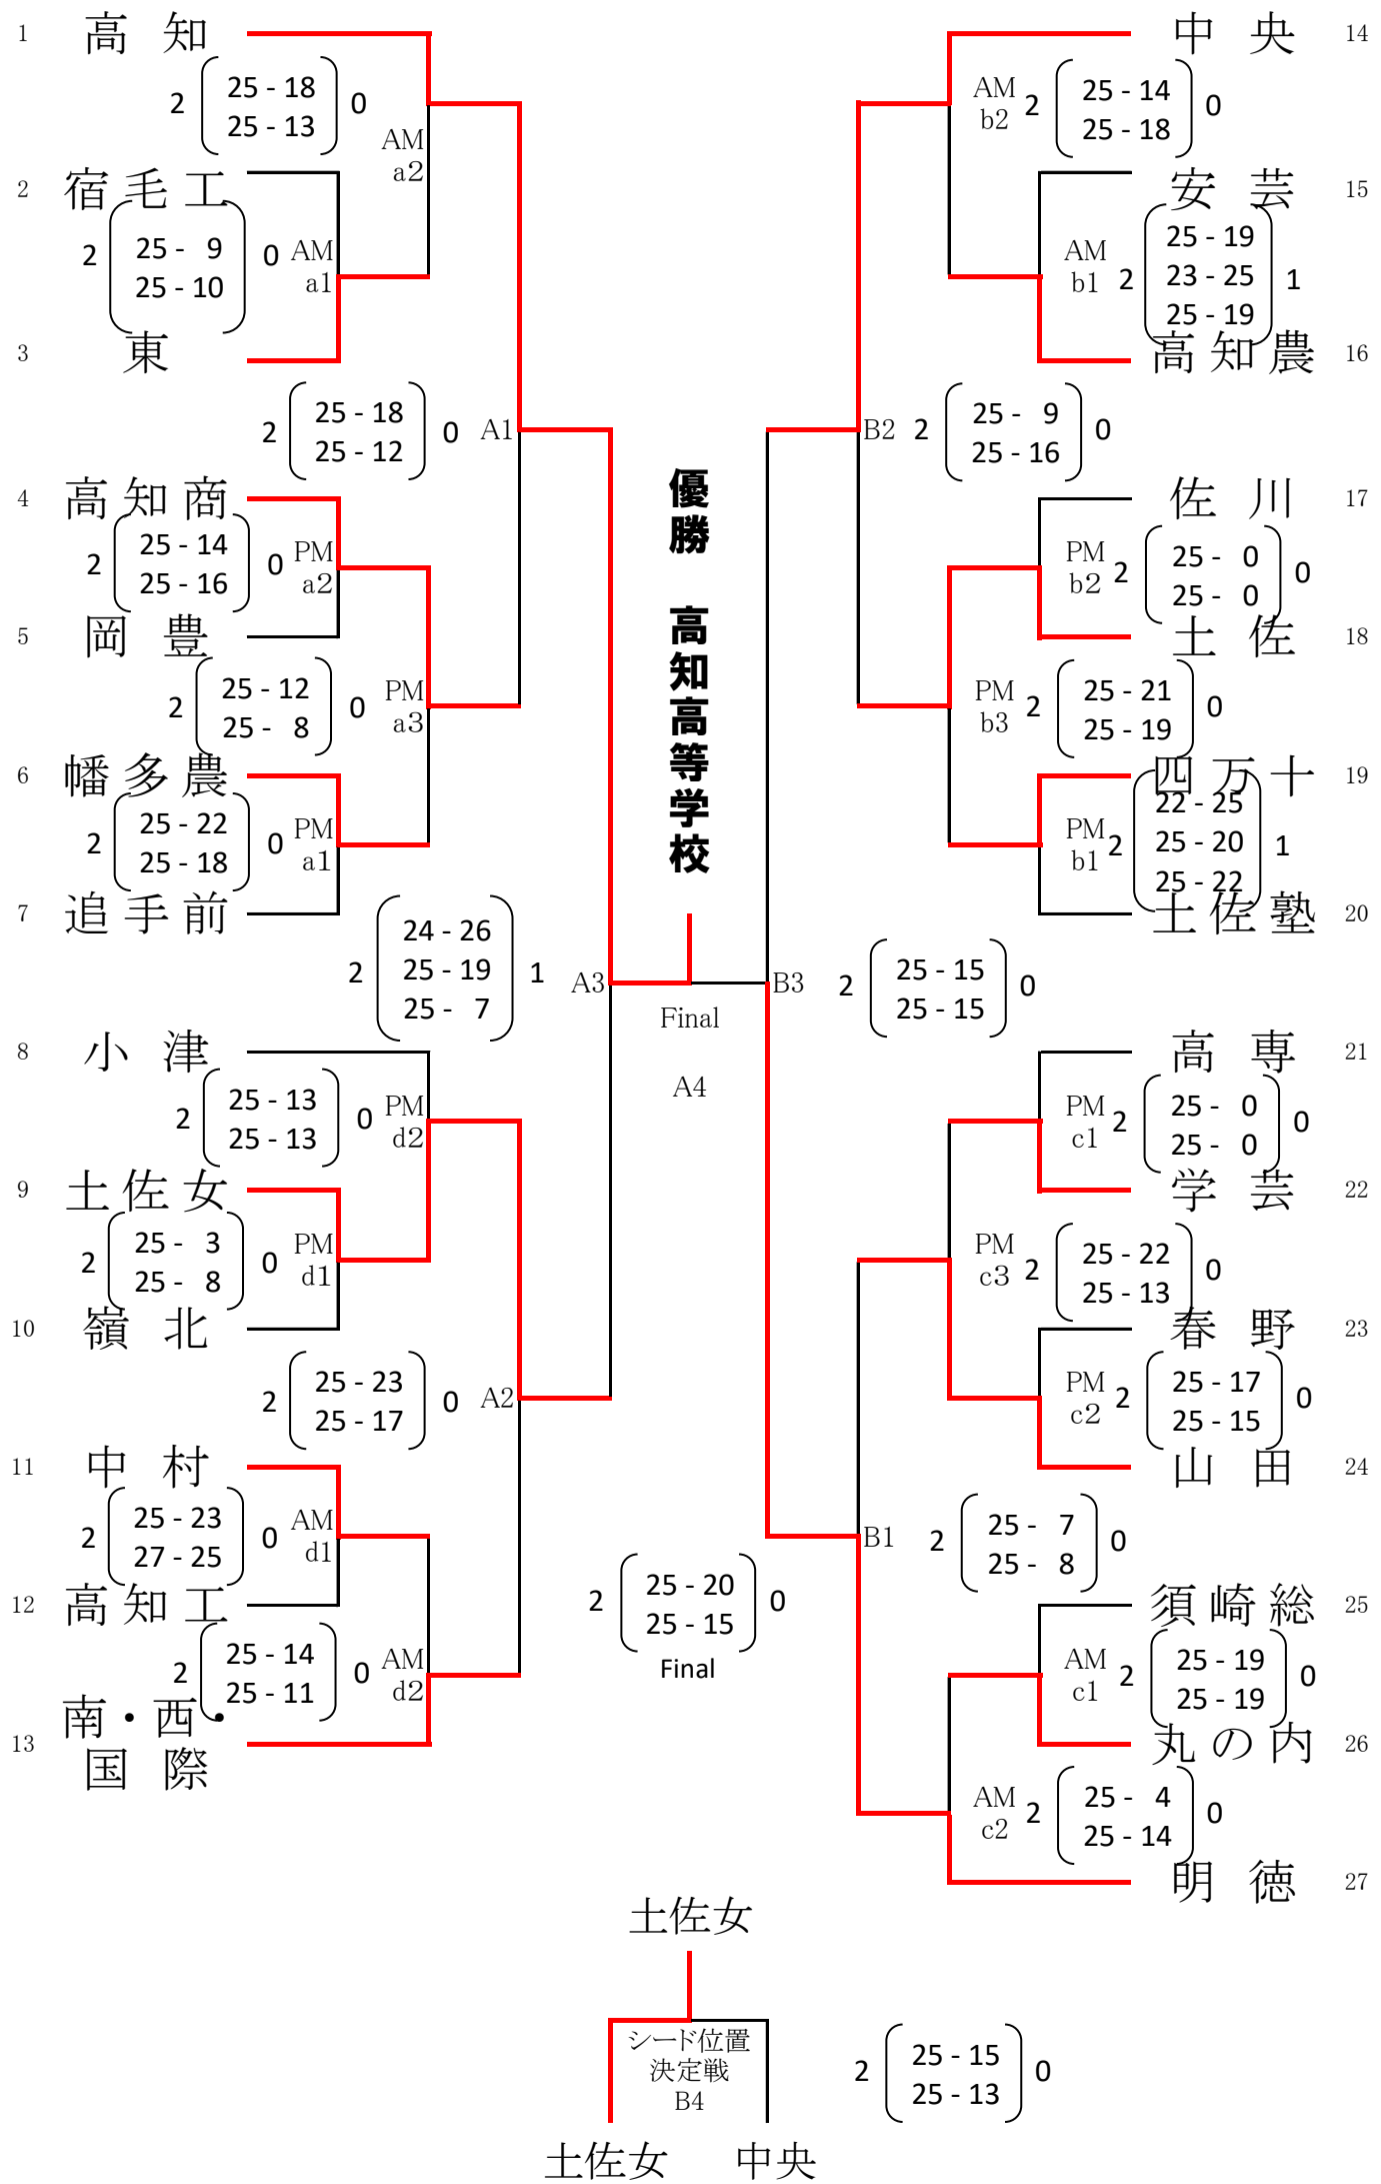 1 高知
2 25 - 18 0
25 - 13
AM
a2
2 宿毛工
2 25 - 9 0
25 - 10
AM
a1
3 東
2 25 - 18 0
25 - 12
A1
4 高知商
2 25 - 14 0
25 - 16
PM
a2
5 岡豊
2 25 - 12 0
25 - 8
PM
a3
6 幡多農
2 25 - 22 0
25 - 18
PM
a1
7 追手前
24 - 26
2 25 - 19 1
25 - 7
A3
8 小津
2 25 - 13 0
25 - 13
PM
d2
9 土佐女
2 25 - 3 0
25 - 8
PM
d1
10 嶺北
2 25 - 23 0
25 - 17
A2
11 中村
2 25 - 23 0
27 - 25
AM
d1
12 高知工
2 25 - 14 0
25 - 11
AM
d2
13 南・西・
国際
優勝 高知高等学校
Final
A4
2 25 - 20 0
25 - 15
Final
中央 14
AM
b2
2 25 - 14 0
25 - 18
安芸 15
AM
b1
25 - 19
2 23 - 25 1
25 - 19
高知農 16
B2 2 25 - 9 0
25 - 16
佐川 17
PM
b2
2 25 - 0 0
25 - 0
土佐 18
PM
b3
2 25 - 21 0
25 - 19
四万十 19
PM
b1
22 - 25
2 25 - 20 1
25 - 22
土佐塾 20
B3 2 25 - 15 0
25 - 15
高専 21
PM
c1
2 25 - 0 0
25 - 0
学芸 22
PM
c3
2 25 - 22 0
25 - 13
春野 23
PM
c2
2 25 - 17 0
25 - 15
山田 24
B1 2 25 - 7 0
25 - 8
須崎総 25
AM
c1
2 25 - 19 0
25 - 19
丸の内 26
AM
c2
2 25 - 4 0
25 - 14
明徳 27
土佐女
シード位置
決定戦
B4
2 25 - 15 0
25 - 13
土佐女 中央